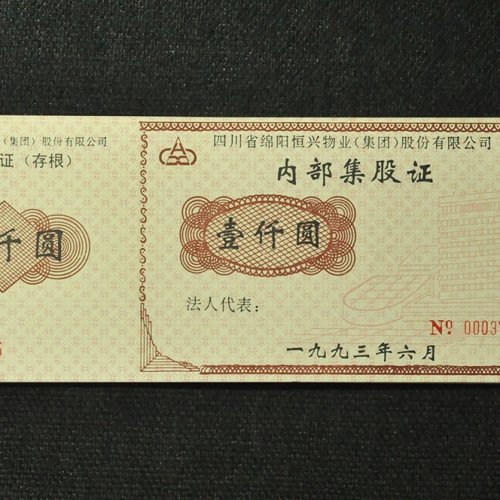 （集团）股份有限公司
证（存根）
仟圆
四川省绵阳恒兴物业（集团）股份有限公司
内部集股证
壹仟圆
法人代表：
Nº 0003
一九九三年六月